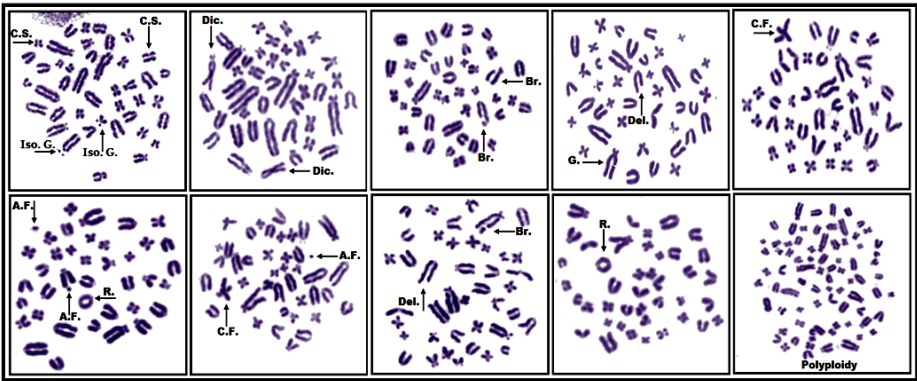 C.S.
C.S.
Iso. G.
Iso. G.
Dic.
Dic.
Br.
Br.
Del.
G.
C.F.
A.F.
R.
A.F.
A.F.
C.F.
Br.
Del.
R.
Polyploidy